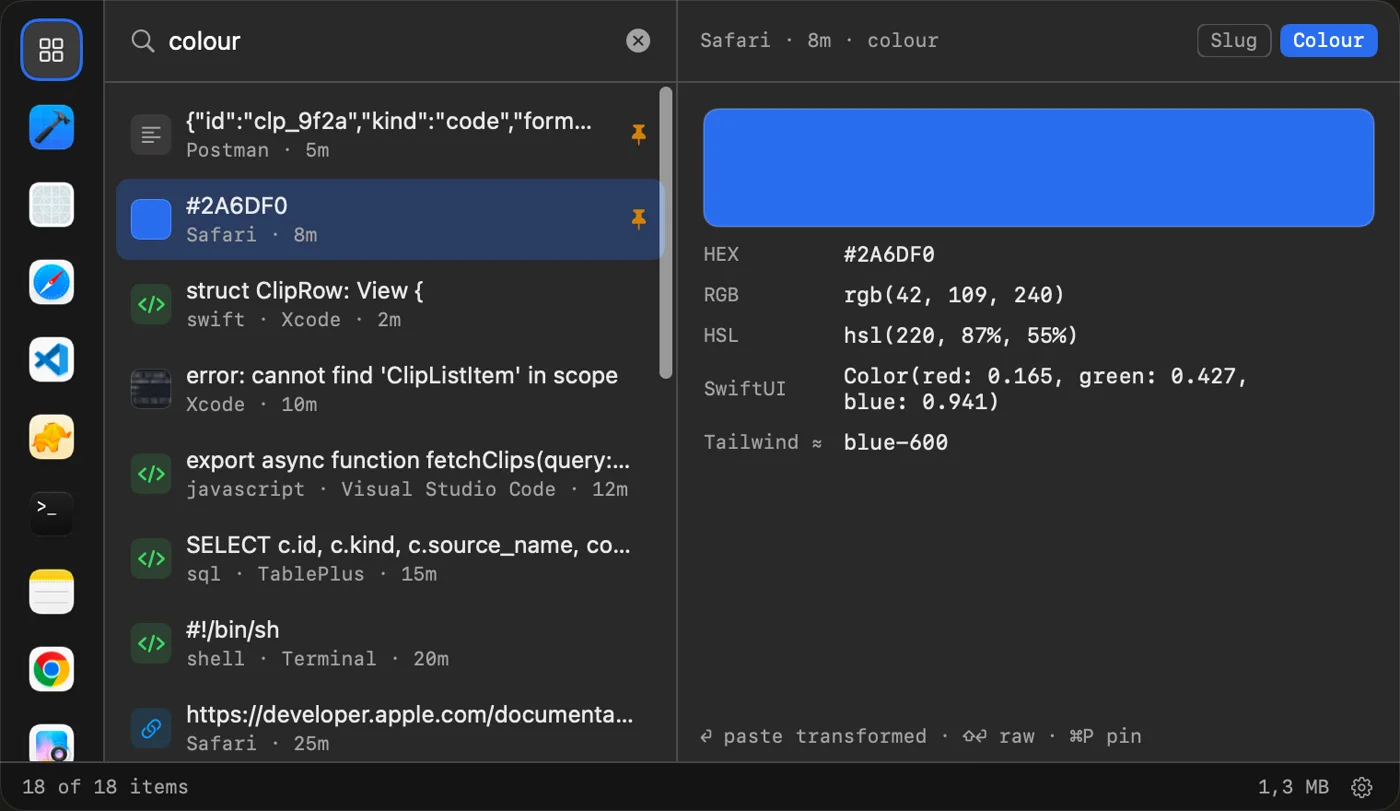 colour
{"id":"clp_9f2a","kind":"code","form...
Postman · 5m
#2A6DF0
Safari · 8m
struct ClipRow: View {
swift · Xcode · 2m
error: cannot find 'ClipListItem' in scope
Xcode · 10m
export async function fetchClips(query:...
javascript · Visual Studio Code · 12m
SELECT c.id, c.kind, c.source_name, co...
sql · TablePlus · 15m
#!/bin/sh
shell · Terminal · 20m
https://developer.apple.com/documenta...
Safari · 25m
Safari · 8m · colour
Slug
Colour
HEX #2A6DF0
RGB rgb(42, 109, 240)
HSL hsl(220, 87%, 55%)
SwiftUI Color(red: 0.165, green: 0.427,
blue: 0.941)
Tailwind ≈ blue-600
⏎ paste transformed · ⇧⏎ raw · ⌘P pin
18 of 18 items
1,3 MB